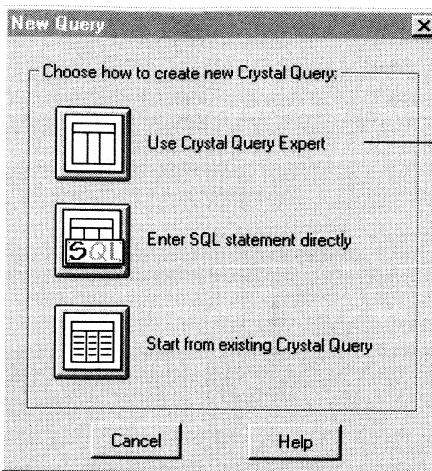 New Query
Choose how to create new Crystal Query:
Use Crystal Query Expert
SQL
Enter SQL statement directly
Start from existing Crystal Query
Cancel
Help